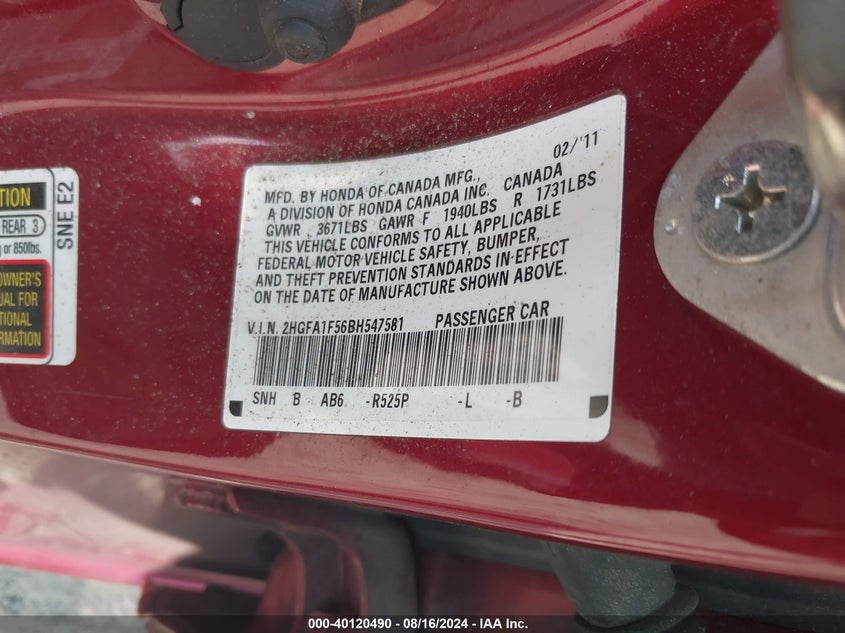 TION
REAR 3
g or 850lbs.
OWNER'S
UAL FOR
TIONAL
RMATION
SNE E2
02/'11
MFD. BY HONDA OF CANADA MFG.,
A DIVISION OF HONDA CANADA INC. CANADA
GVWR 3671LBS GAWR F 1940LBS R 1731LBS
THIS VEHICLE CONFORMS TO ALL APPLICABLE
FEDERAL MOTOR VEHICLE SAFETY, BUMPER,
AND THEFT PREVENTION STANDARDS IN EFFECT
ON THE DATE OF MANUFACTURE SHOWN ABOVE.
V.I.N. 2HGFA1F56BH547581 PASSENGER CAR
SNH B AB6 -R525P -L -B
000-40120490 - 08/16/2024 - IAA Inc.